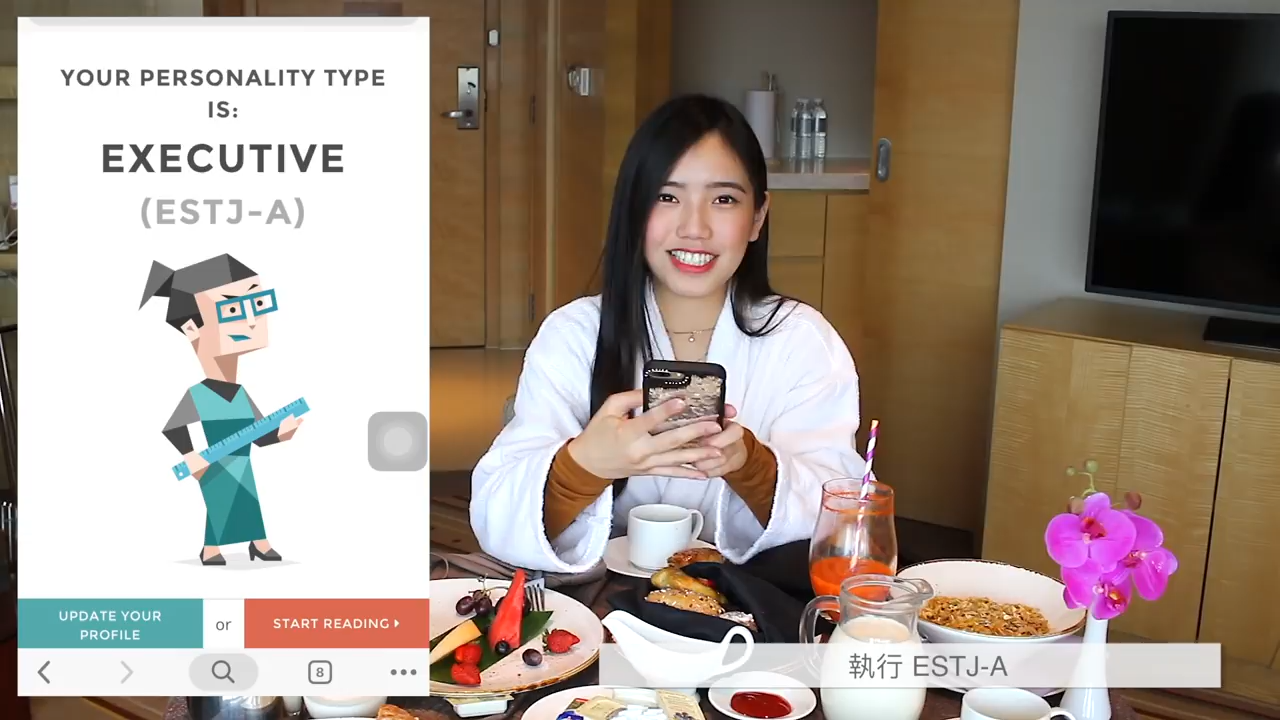 YOUR PERSONALITY TYPE
IS:
EXECUTIVE
(ESTJ-A)
UPDATE YOUR
PROFILE
or
START READING
8
執行 ESTJ-A